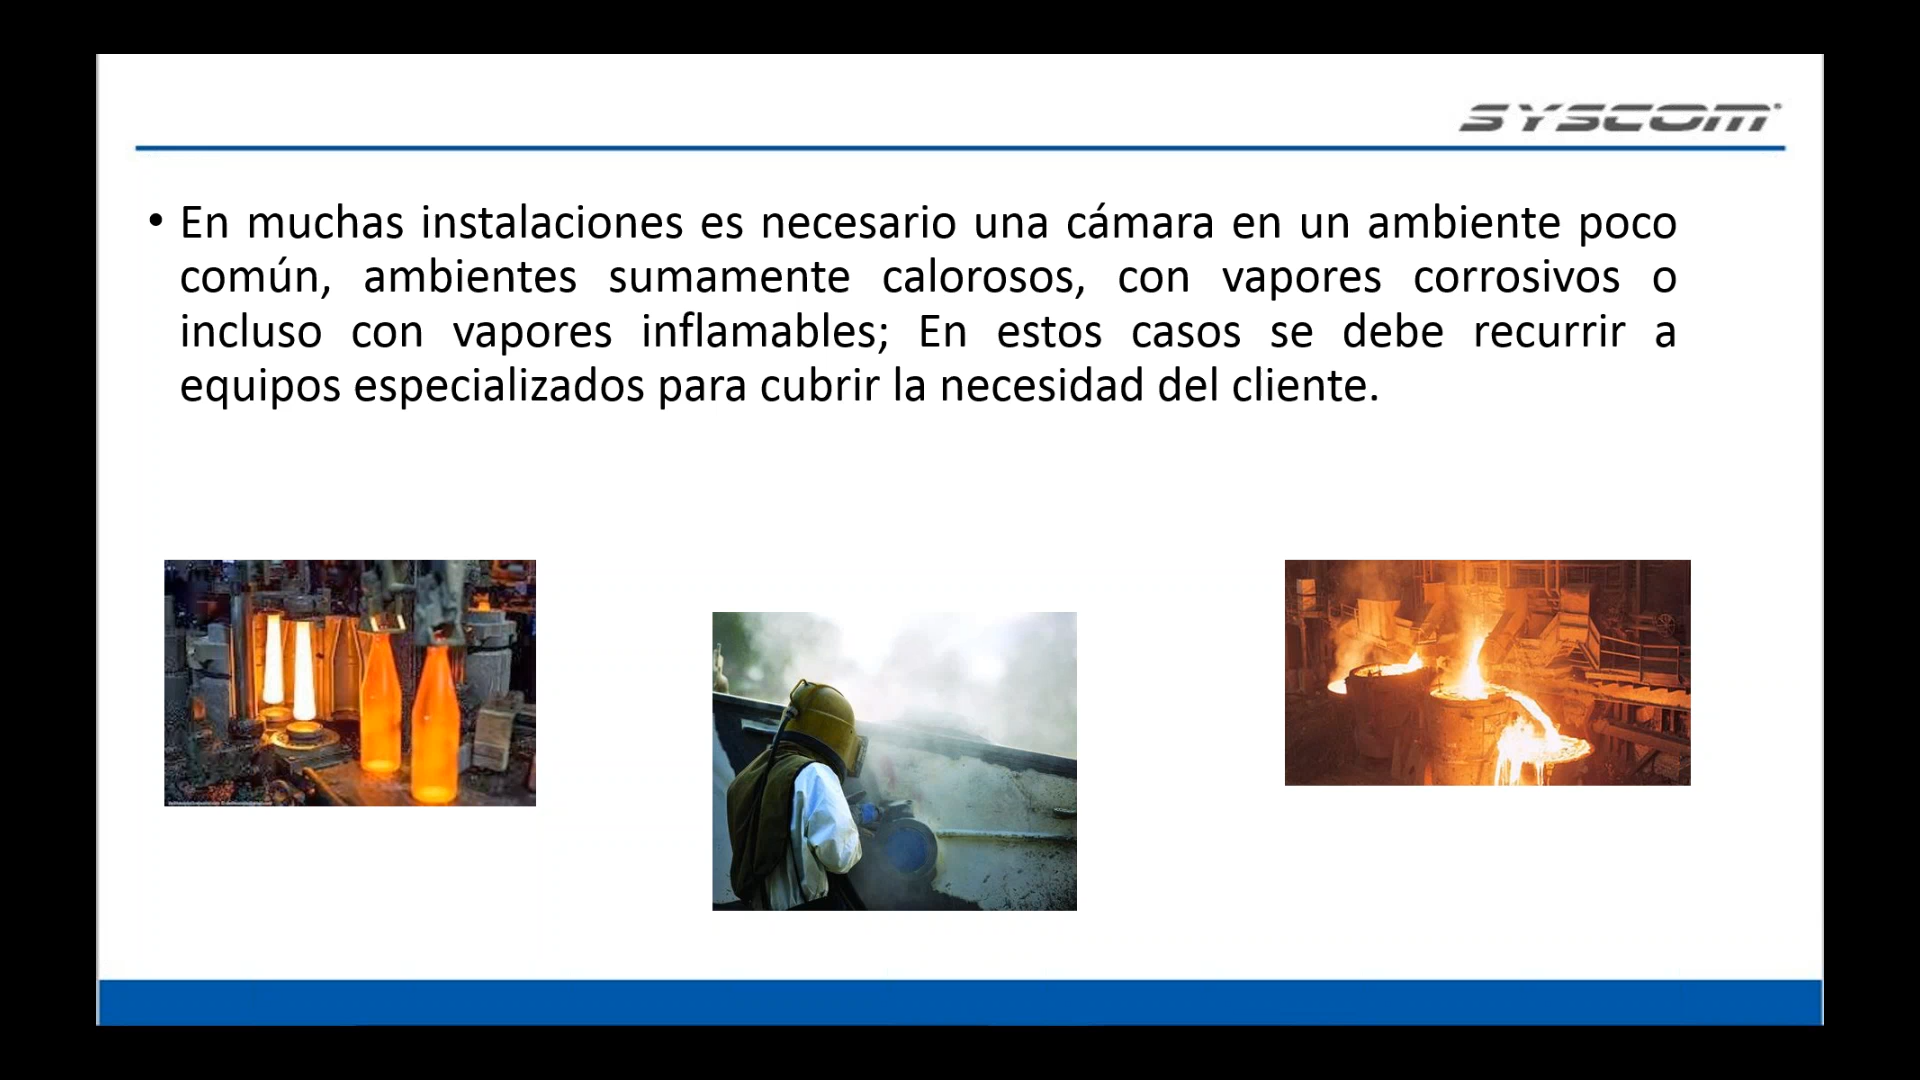 SYSCOM
• En muchas instalaciones es necesario una cámara en un ambiente poco
común, ambientes sumamente calorosos, con vapores corrosivos o
incluso con vapores inflamables; En estos casos se debe recurrir a
equipos especializados para cubrir la necesidad del cliente.